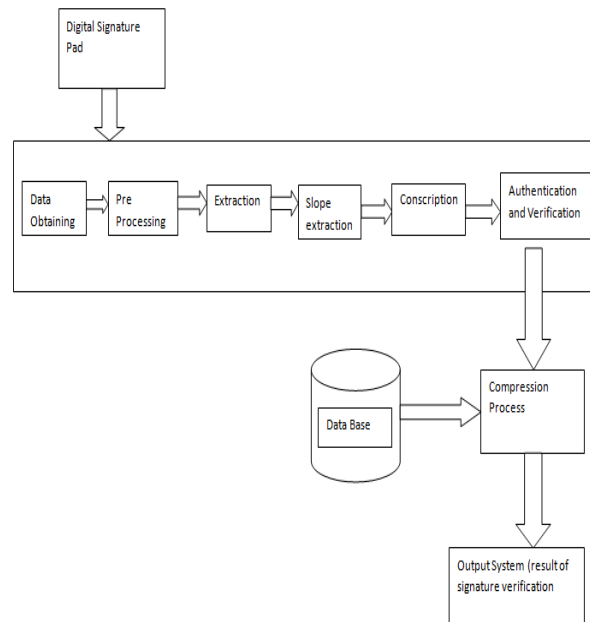 Digital Signature
Pad
Data
Obtaining
Pre
Processing
Extraction
Slope
extraction
Conscription
Authentication
and Verification
Data Base
Compression
Process
Output System (result of
signature verification